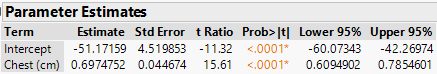 Parameter Estimates
Term Estimate Std Error t Ratio Prob>|t| Lower 95% Upper 95%
Intercept -51.17159 4.519853 -11.32 <.0001* -60.07343 -42.26974
Chest (cm) 0.6974752 0.044674 15.61 <.0001* 0.6094902 0.7854601